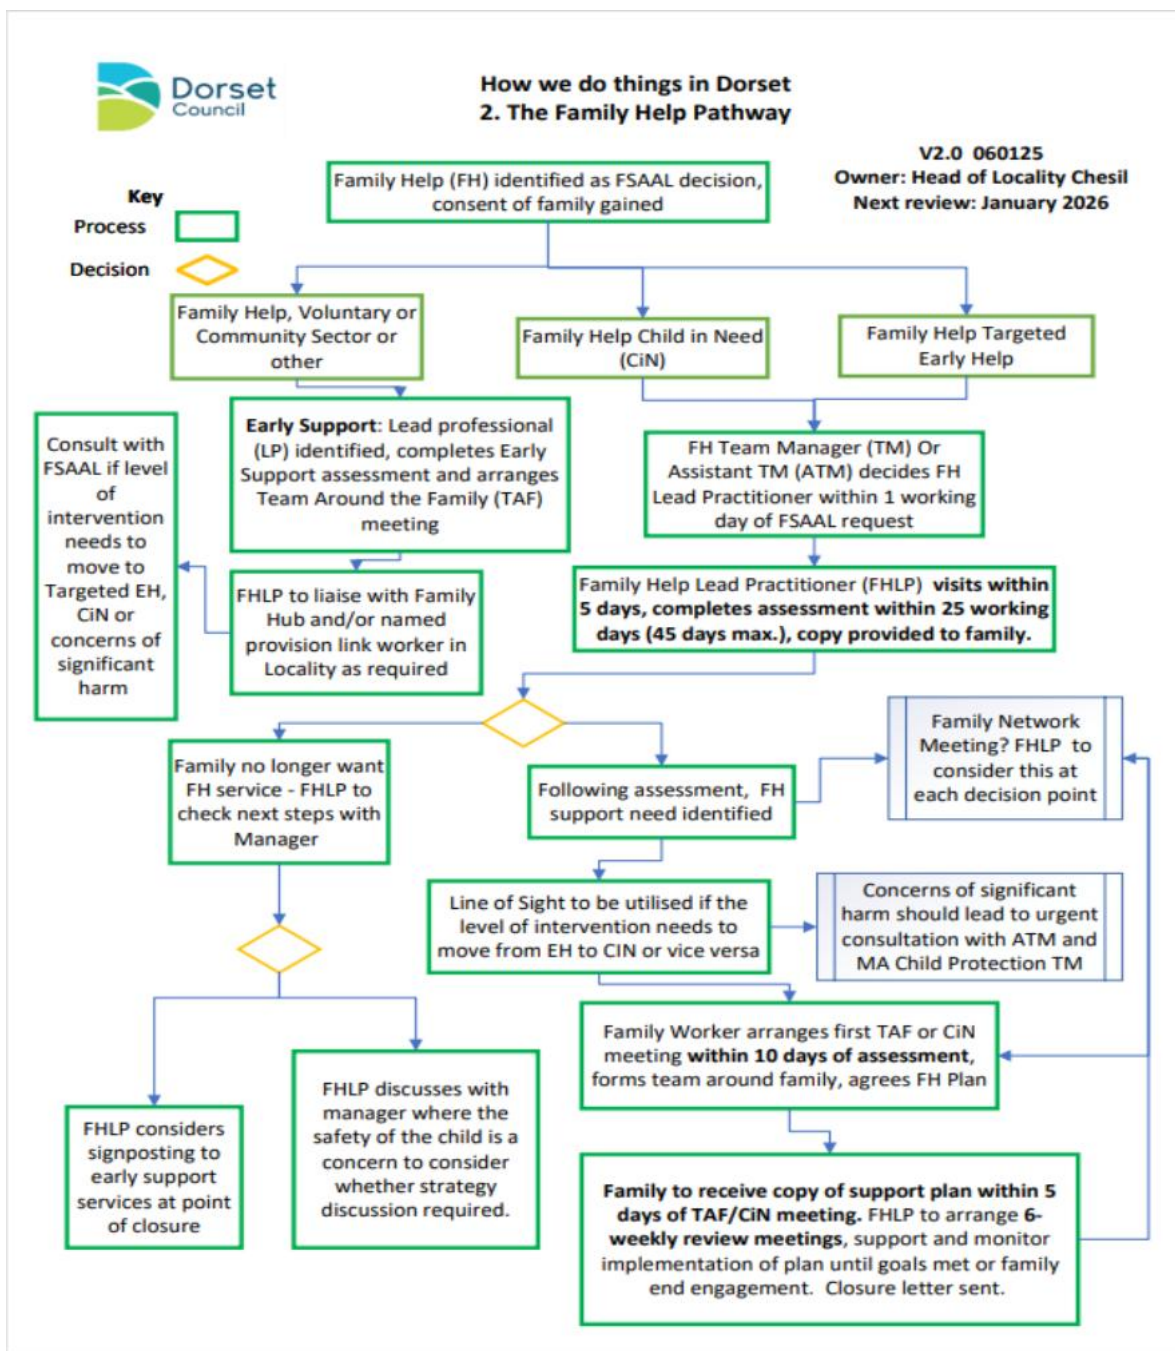 Dorset
Council
How we do things in Dorset
2. The Family Help Pathway
V2.0 060125
Owner: Head of Locality Chesil
Next review: January 2026
Key
Process
Decision
Family Help (FH) identified as FSAAL decision,
consent of family gained
Family Help, Voluntary or
Community Sector or
other
Family Help Child in Need
(CiN)
Family Help Targeted
Early Help
Consult with
FSAAL if level
of
intervention
needs to
move to
Targeted EH,
CiN or
concerns of
significant
harm
Early Support: Lead professional
(LP) identified, completes Early
Support assessment and arranges
Team Around the Family (TAF)
meeting
FH Team Manager (TM) Or
Assistant TM (ATM) decides FH
Lead Practitioner within 1 working
day of FSAAL request
FHLP to liaise with Family
Hub and/or named
provision link worker in
Locality as required
Family Help Lead Practitioner (FHLP) visits within
5 days, completes assessment within 25 working
days (45 days max.), copy provided to family.
Family no longer want
FH service - FHLP to
check next steps with
Manager
Following assessment, FH
support need identified
Family Network
Meeting? FHLP to
consider this at
each decision point
Line of Sight to be utilised if the
level of intervention needs to
move from EH to CIN or vice versa
Concerns of significant
harm should lead to urgent
consultation with ATM and
MA Child Protection TM
Family Worker arranges first TAF or CiN
meeting within 10 days of assessment,
forms team around family, agrees FH Plan
FHLP considers
signposting to
early support
services at point
of closure
FHLP discusses with
manager where the
safety of the child is a
concern to consider
whether strategy
discussion required.
Family to receive copy of support plan within 5
days of TAF/CiN meeting. FHLP to arrange 6-
weekly review meetings, support and monitor
implementation of plan until goals met or family
end engagement. Closure letter sent.